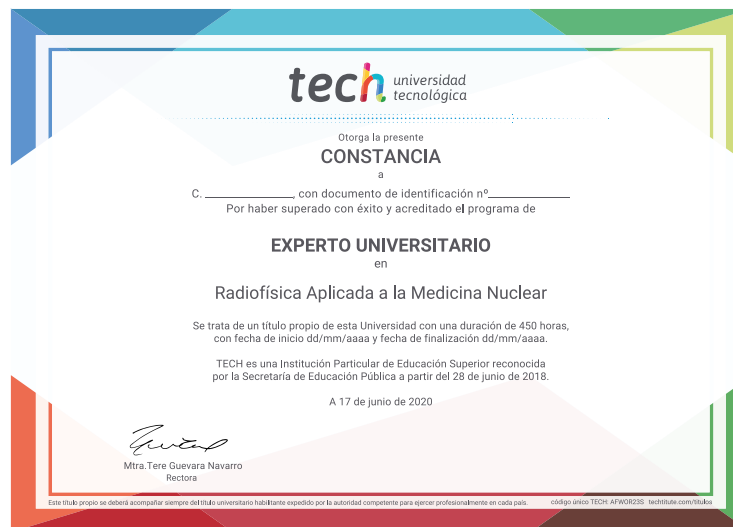 tech universidad
tecnológica
Otorga la presente
CONSTANCIA
a
C. ______________, con documento de identificación nº______________
Por haber superado con éxito y acreditado el programa de
EXPERTO UNIVERSITARIO
en
Radiofísica Aplicada a la Medicina Nuclear
Se trata de un título propio de esta Universidad con una duración de 450 horas,
con fecha de inicio dd/mm/aaaa y fecha de finalización dd/mm/aaaa.
TECH es una Institución Particular de Educación Superior reconocida
por la Secretaría de Educación Pública a partir del 28 de junio de 2018.
A 17 de junio de 2020
Mtra.Tere Guevara Navarro
Rectora
Este título propio se deberá acompañar siempre del título universitario habilitante expedido por la autoridad competente para ejercer profesionalmente en cada país. código único TECH: AFWOR23S techtitute.com/titulos